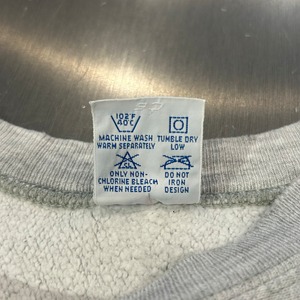 102°F
40°C
MACHINE WASH
WARM SEPARATELY
TUMBLE DRY
LOW
CL
ONLY NON-
CHLORINE BLEACH
WHEN NEEDED
DO NOT
IRON
DESIGN